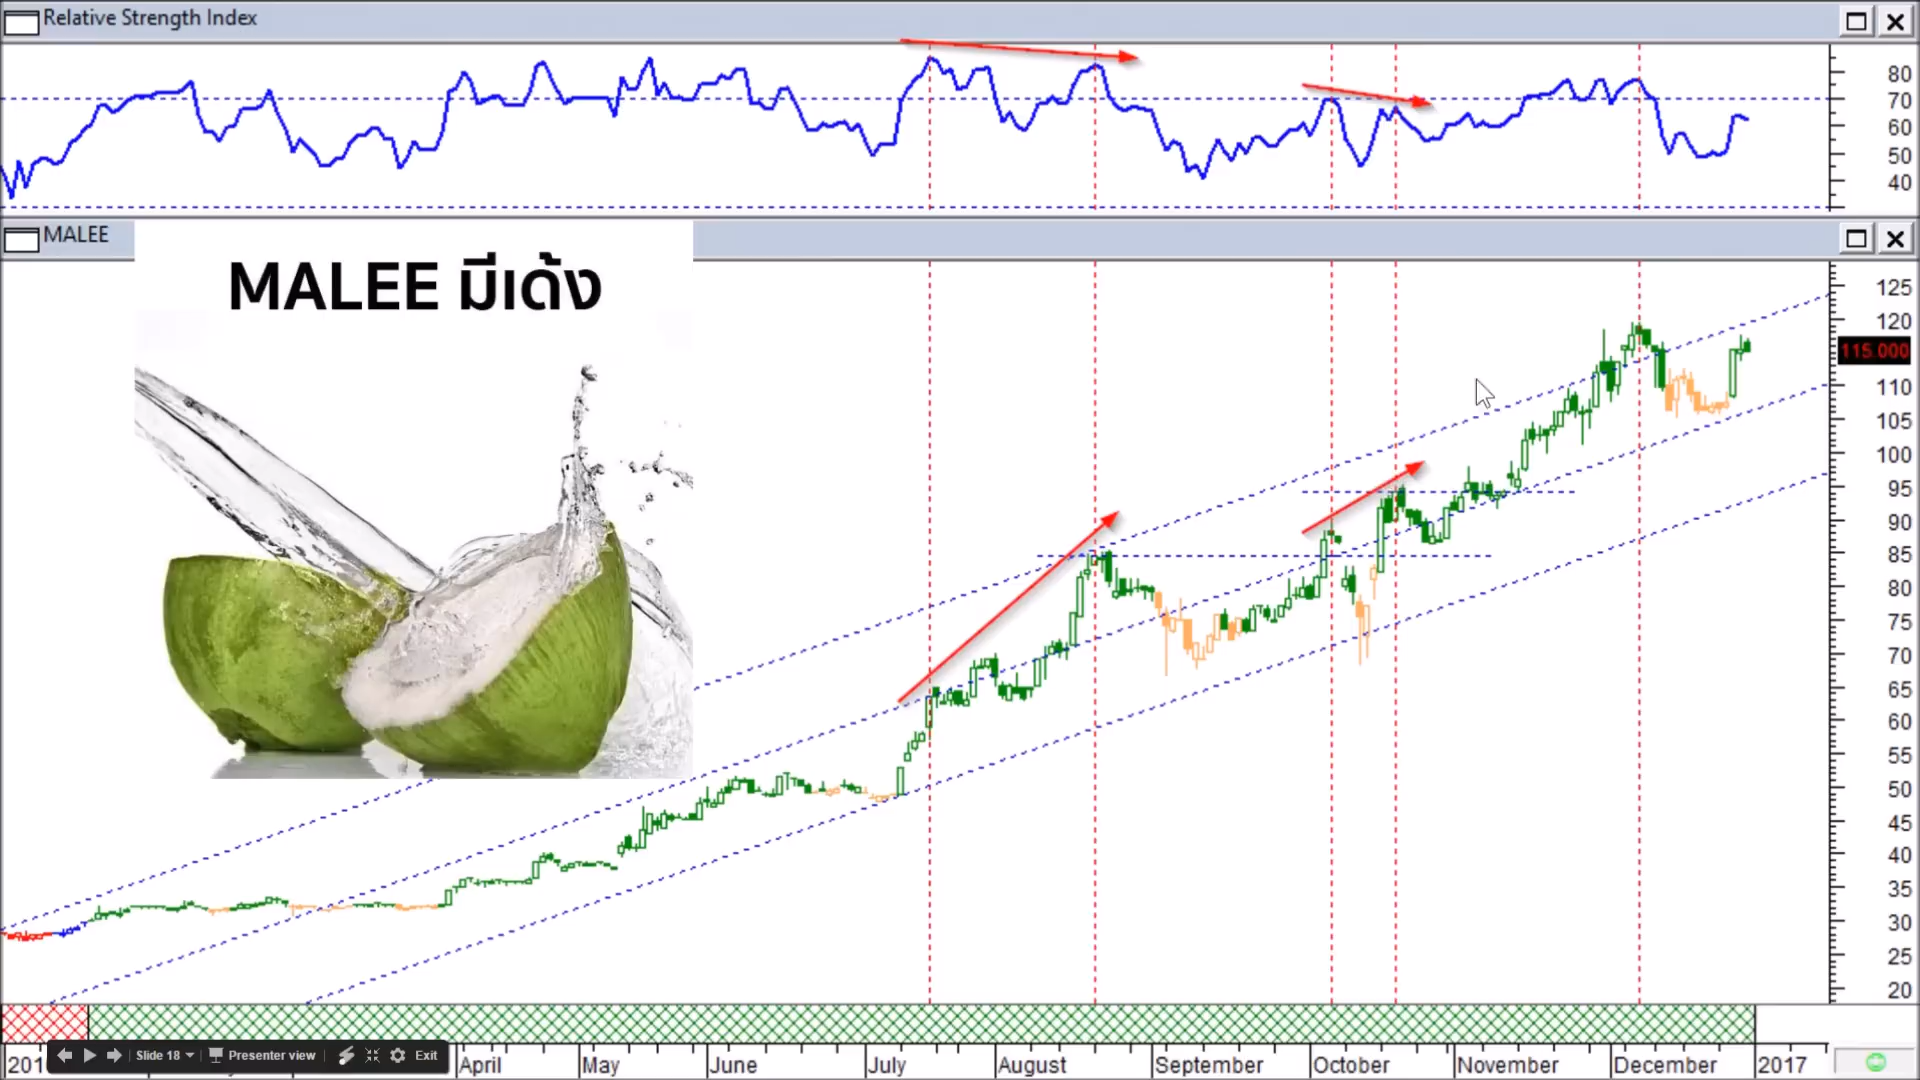 Relative Strength Index
80
70
60
50
40
MALEE
MALEE มีเด้ง
125
120
115.000
110
105
100
95
90
85
80
75
70
65
60
55
50
45
40
35
30
25
20
Slide 18
Presenter view
Exit
201
April
May
June
July
August
September
October
November
December
2017